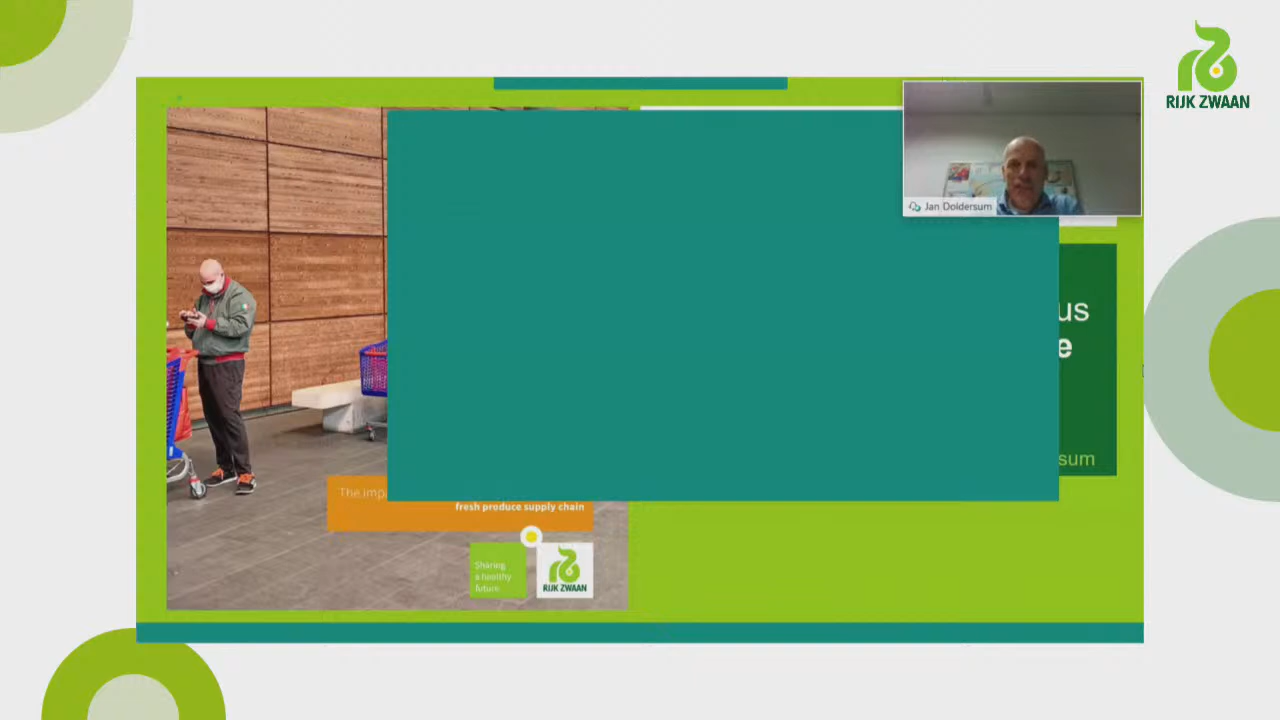 RIJK ZWAAN
Jan Doldersum
us
e
sum
The imp
fresh produce supply chain
Sharing
a healthy
future
RIJK ZWAAN